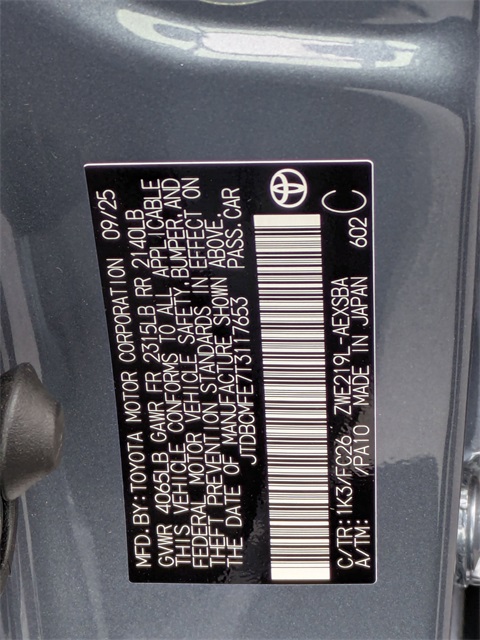 MFD.BY:TOYOTA MOTOR CORPORATION 09/25
GVWR 4065LB GAWR FR 2315LB RR 2140LB
THIS VEHICLE CONFORMS TO ALL APPLICABLE
FEDERAL MOTOR VEHICLE SAFETY,BUMPER,AND
THEFT PREVENTION STANDARDS IN EFFECT ON
THE DATE OF MANUFACTURE SHOWN ABOVE.
JTDBCMFE7T3117653 PASS.CAR
C/TR:1K3/FC26 ZWE219L-AEXSBA
A/TM: /PA10 MADE IN JAPAN 602 C